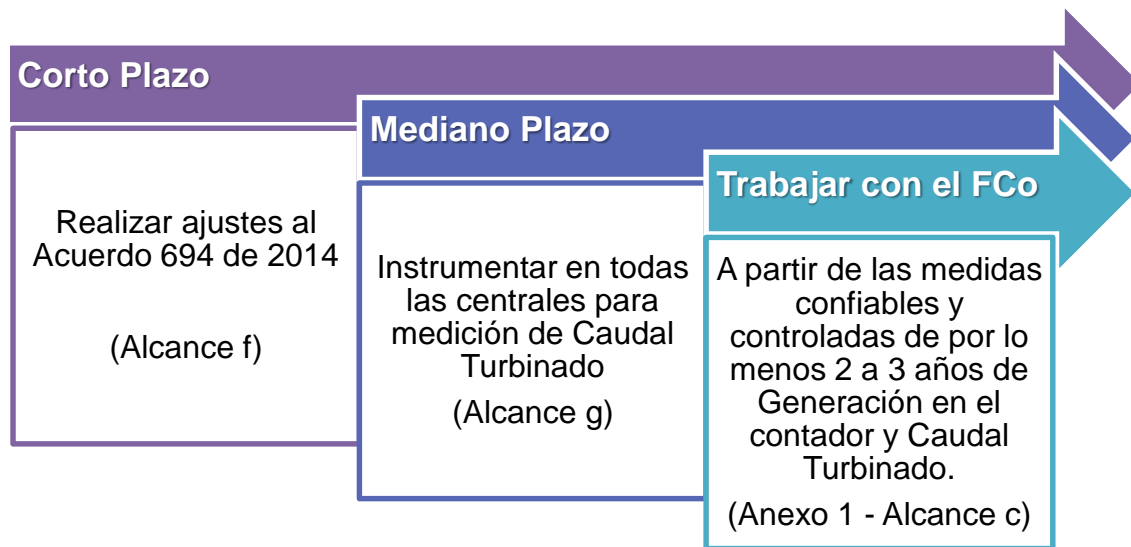 Corto Plazo
Realizar ajustes al
Acuerdo 694 de 2014
(Alcance f)
Mediano Plazo
Instrumentar en todas
las centrales para
medición de Caudal
Turbinado
(Alcance g)
Trabajar con el FCo
A partir de las medidas
confiables y
controladas de por lo
menos 2 a 3 años de
Generación en el
contador y Caudal
Turbinado.
(Anexo 1 - Alcance c)